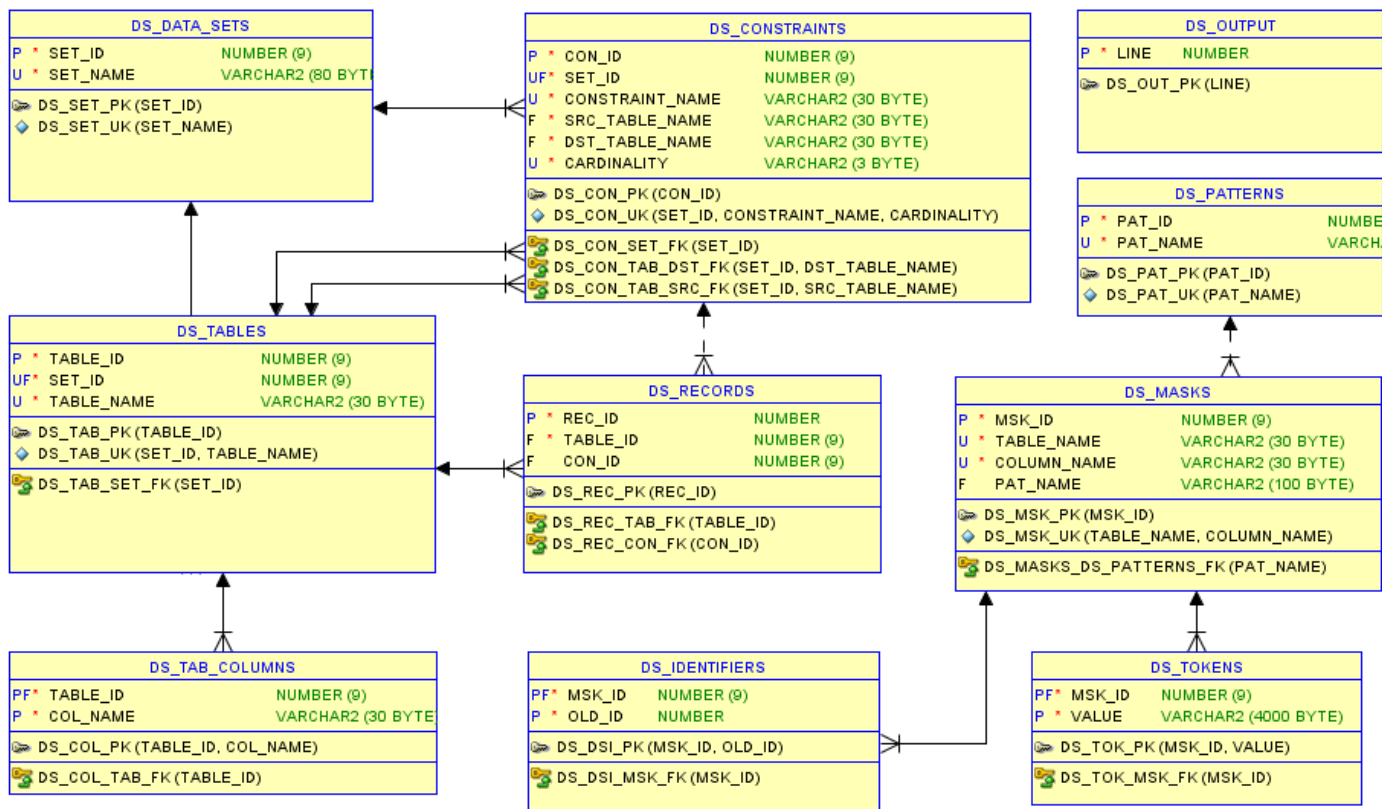 DS_DATA_SETS
P * SET_ID NUMBER (9)
U * SET_NAME VARCHAR2 (80 BYT
DS_SET_PK (SET_ID)
DS_SET_UK (SET_NAME)
DS_CONSTRAINTS
P * CON_ID NUMBER (9)
UF* SET_ID NUMBER (9)
U * CONSTRAINT_NAME VARCHAR2 (30 BYTE)
F * SRC_TABLE_NAME VARCHAR2 (30 BYTE)
F * DST_TABLE_NAME VARCHAR2 (30 BYTE)
U * CARDINALITY VARCHAR2 (3 BYTE)
DS_CON_PK (CON_ID)
DS_CON_UK (SET_ID, CONSTRAINT_NAME, CARDINALITY)
DS_CON_SET_FK (SET_ID)
DS_CON_TAB_DST_FK (SET_ID, DST_TABLE_NAME)
DS_CON_TAB_SRC_FK (SET_ID, SRC_TABLE_NAME)
DS_OUTPUT
P * LINE NUMBER
DS_OUT_PK (LINE)
DS_PATTERNS
P * PAT_ID NUMBE
U * PAT_NAME VARCH
DS_PAT_PK (PAT_ID)
DS_PAT_UK (PAT_NAME)
DS_TABLES
P * TABLE_ID NUMBER (9)
UF* SET_ID NUMBER (9)
U * TABLE_NAME VARCHAR2 (30 BYTE)
DS_TAB_PK (TABLE_ID)
DS_TAB_UK (SET_ID, TABLE_NAME)
DS_TAB_SET_FK (SET_ID)
DS_RECORDS
P * REC_ID NUMBER
F * TABLE_ID NUMBER (9)
F CON_ID NUMBER (9)
DS_REC_PK (REC_ID)
DS_REC_TAB_FK (TABLE_ID)
DS_REC_CON_FK (CON_ID)
DS_MASKS
P * MSK_ID NUMBER (9)
U * TABLE_NAME VARCHAR2 (30 BYTE)
U * COLUMN_NAME VARCHAR2 (30 BYTE)
F PAT_NAME VARCHAR2 (100 BYTE)
DS_MSK_PK (MSK_ID)
DS_MSK_UK (TABLE_NAME, COLUMN_NAME)
DS_MASKS_DS_PATTERNS_FK (PAT_NAME)
DS_TAB_COLUMNS
PF* TABLE_ID NUMBER (9)
P * COL_NAME VARCHAR2 (30 BYTE
DS_COL_PK (TABLE_ID, COL_NAME)
DS_COL_TAB_FK (TABLE_ID)
DS_IDENTIFIERS
PF* MSK_ID NUMBER (9)
P * OLD_ID NUMBER
DS_DSI_PK (MSK_ID, OLD_ID)
DS_DSI_MSK_FK (MSK_ID)
DS_TOKENS
PF* MSK_ID NUMBER (9)
P * VALUE VARCHAR2 (4000 BYTE)
DS_TOK_PK (MSK_ID, VALUE)
DS_TOK_MSK_FK (MSK_ID)